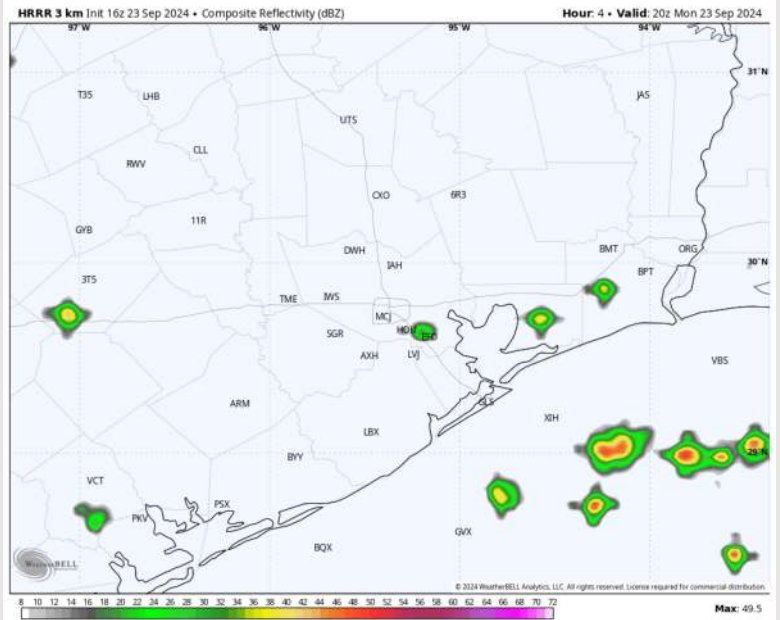 HRRR 3 km Init 16z 23 Sep 2024 • Composite Reflectivity (dBZ) Hour: 4 • Valid: 20z Mon 23 Sep 2024
97°W 96°W 95°W 94°W
31°N
T35 LHB JAS
UTS
CLL
RWV
CXO 6R3
11R
GYB
DWH BMT ORG
IAH 30°N
BPT
3T5
TME IWS
MCJ
SGR HOU EFD
AXH LVJ
VBS
ARM GLS
XIH
LBX
BYY 29°N
VCT
PSX
PKV
GVX
BQX
WeatherBELL
© 2024 WeatherBELL Analytics, LLC. All rights reserved. License required for commercial distribution.
8 10 12 14 16 18 20 22 24 26 28 30 32 34 36 38 40 42 44 46 48 50 52 54 56 58 60 62 64 66 68 70 72
Max: 49.5